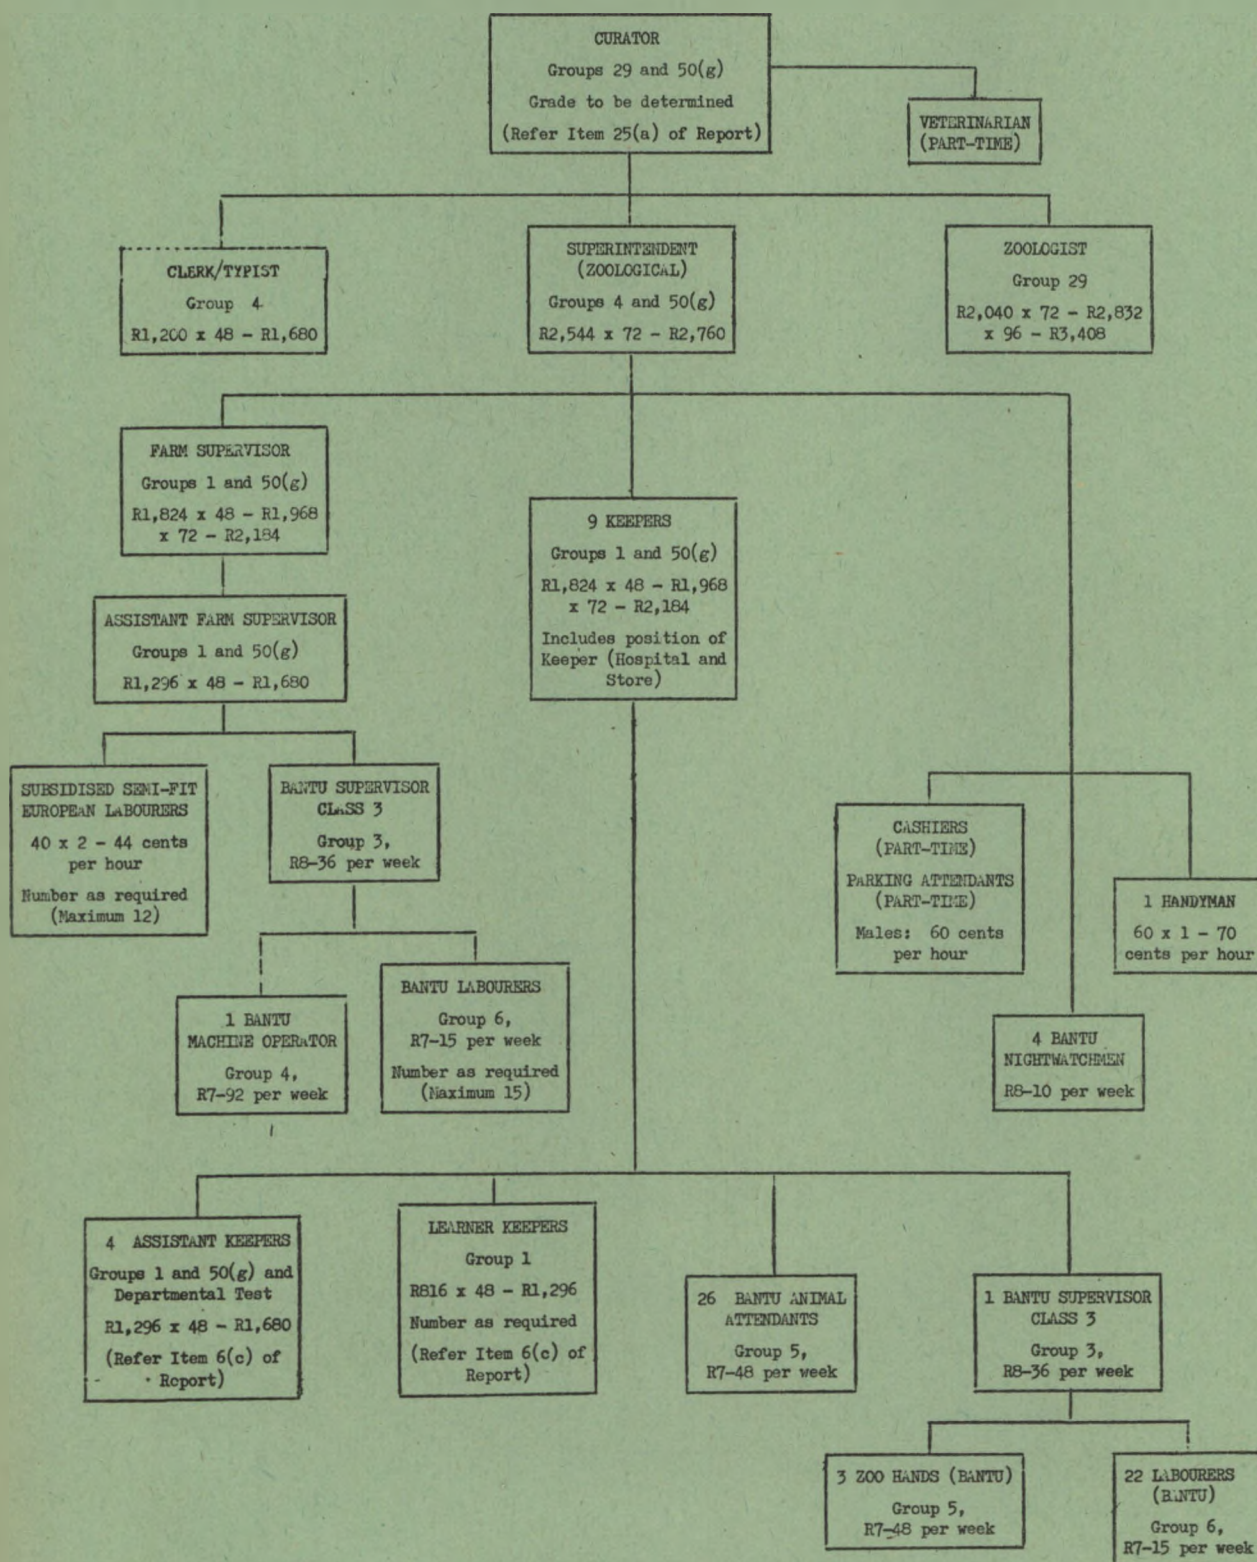 CURATOR
Groups 29 and 50(g)
Grade to be determined
(Refer Item 25(a) of Report)
VETERINARIAN
(PART-TIME)
CLERK/TYPIST
Group 4
R1,200 x 48 - R1,680
SUPERINTENDENT
(ZOOLOGICAL)
Groups 4 and 50(g)
R2,544 x 72 - R2,760
ZOOLOGIST
Group 29
R2,040 x 72 - R2,832
x 96 - R3,408
FARM SUPERVISOR
Groups 1 and 50(g)
R1,824 x 48 - R1,968
x 72 - R2,184
9 KEEPERS
Groups 1 and 50(g)
R1,824 x 48 - R1,968
x 72 - R2,184
Includes position of
Keeper (Hospital and
Store)
ASSISTANT FARM SUPERVISOR
Groups 1 and 50(g)
R1,296 x 48 - R1,680
SUBSIDISED SEMI-FIT
EUROPEAN LABOURERS
40 x 2 - 44 cents
per hour
Number as required
(Maximum 12)
BANTU SUPERVISOR
CLASS 3
Group 3,
R8-36 per week
CASHIERS
(PART-TIME)
PARKING ATTENDANTS
(PART-TIME)
Males: 60 cents
per hour
1 HANDYMAN
60 x 1 - 70
cents per hour
1 BANTU
MACHINE OPERATOR
Group 4,
R7-92 per week
BANTU LABOURERS
Group 6,
R7-15 per week
Number as required
(Maximum 15)
4 BANTU
NIGHTWATCHMEN
R8-10 per week
4 ASSISTANT KEEPERS
Groups 1 and 50(g) and
Departmental Test
R1,296 x 48 - R1,680
(Refer Item 6(c) of
Report)
LEARNER KEEPERS
Group 1
R816 x 48 - R1,296
Number as required
(Refer Item 6(c) of
Report)
26 BANTU ANIMAL
ATTENDANTS
Group 5,
R7-48 per week
1 BANTU SUPERVISOR
CLASS 3
Group 3,
R8-36 per week
3 ZOO HANDS (BANTU)
Group 5,
R7-48 per week
22 LABOURERS
(BANTU)
Group 6,
R7-15 per week